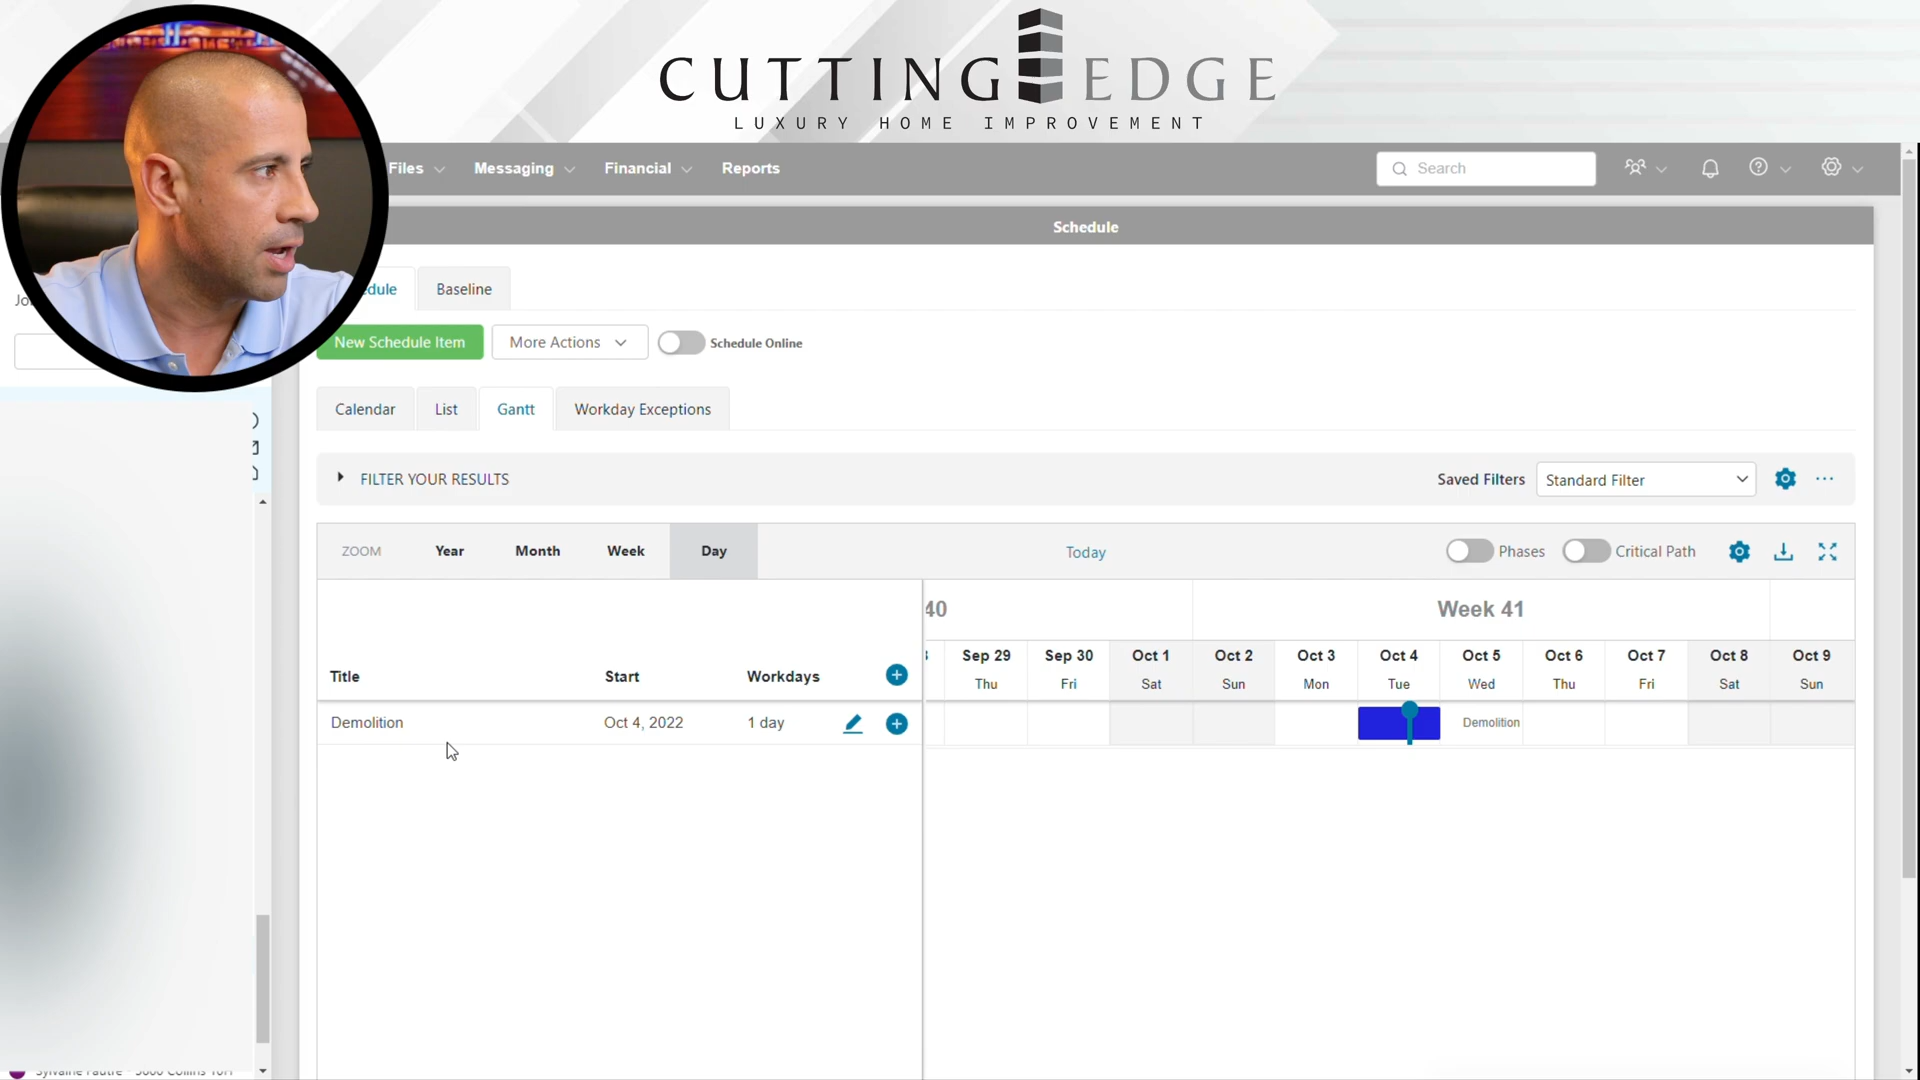 CUTTING EDGE
LUXURY HOME IMPROVEMENT
Files Messaging Financial Reports Search
Schedule
edule Baseline
New Schedule Item More Actions Schedule Online
Calendar List Gantt Workday Exceptions
FILTER YOUR RESULTS Saved Filters Standard Filter
ZOOM Year Month Week Day Today Phases Critical Path
40 Week 41
Sep 29 Sep 30 Oct 1 Oct 2 Oct 3 Oct 4 Oct 5 Oct 6 Oct 7 Oct 8 Oct 9
Title Start Workdays Thu Fri Sat Sun Mon Tue Wed Thu Fri Sat Sun
Demolition Oct 4, 2022 1 day Demolition